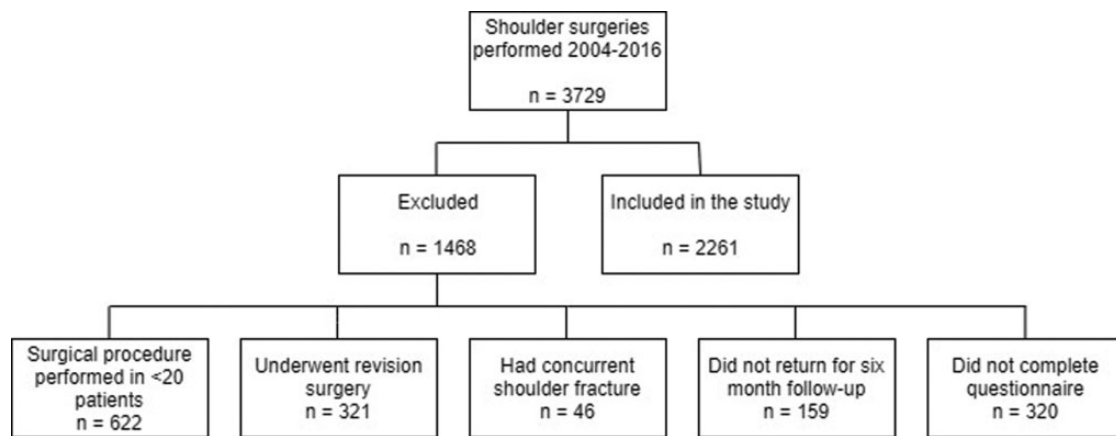 Shoulder surgeries
performed 2004-2016
n = 3729
Excluded
n = 1468
Included in the study
n = 2261
Surgical procedure
performed in <20
patients
n = 622
Underwent revision
surgery
n = 321
Had concurrent
shoulder fracture
n = 46
Did not return for six
month follow-up
n = 159
Did not complete
questionnaire
n = 320